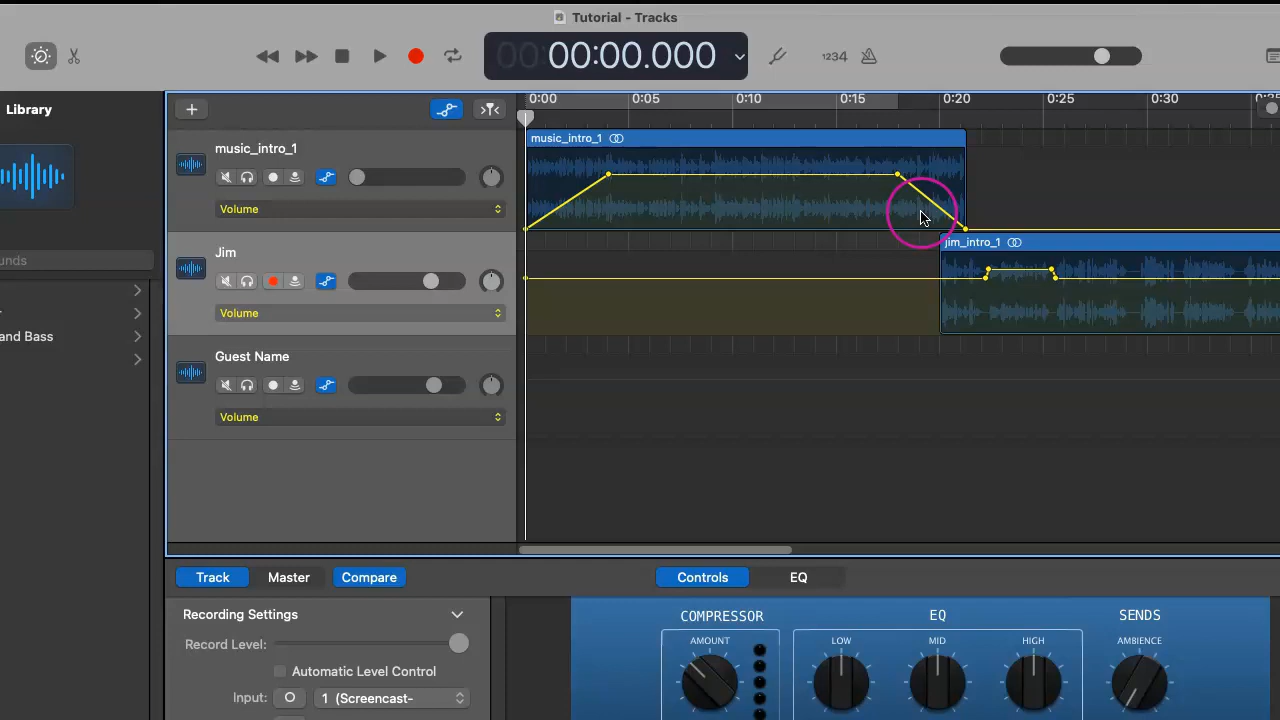 Tutorial - Tracks
00:00:00.000
1234
Library
0:00
0:05
0:10
0:15
0:20
0:25
0:30
music_intro_1
music_intro_1
Volume
Jim
jim_intro_1
Volume
unds
and Bass
Guest Name
Volume
Track
Master
Compare
Controls
EQ
Recording Settings
Record Level:
Automatic Level Control
Input:
1 (Screencast-
COMPRESSOR
EQ
SENDS
AMOUNT
LOW
MID
HIGH
AMBIENCE